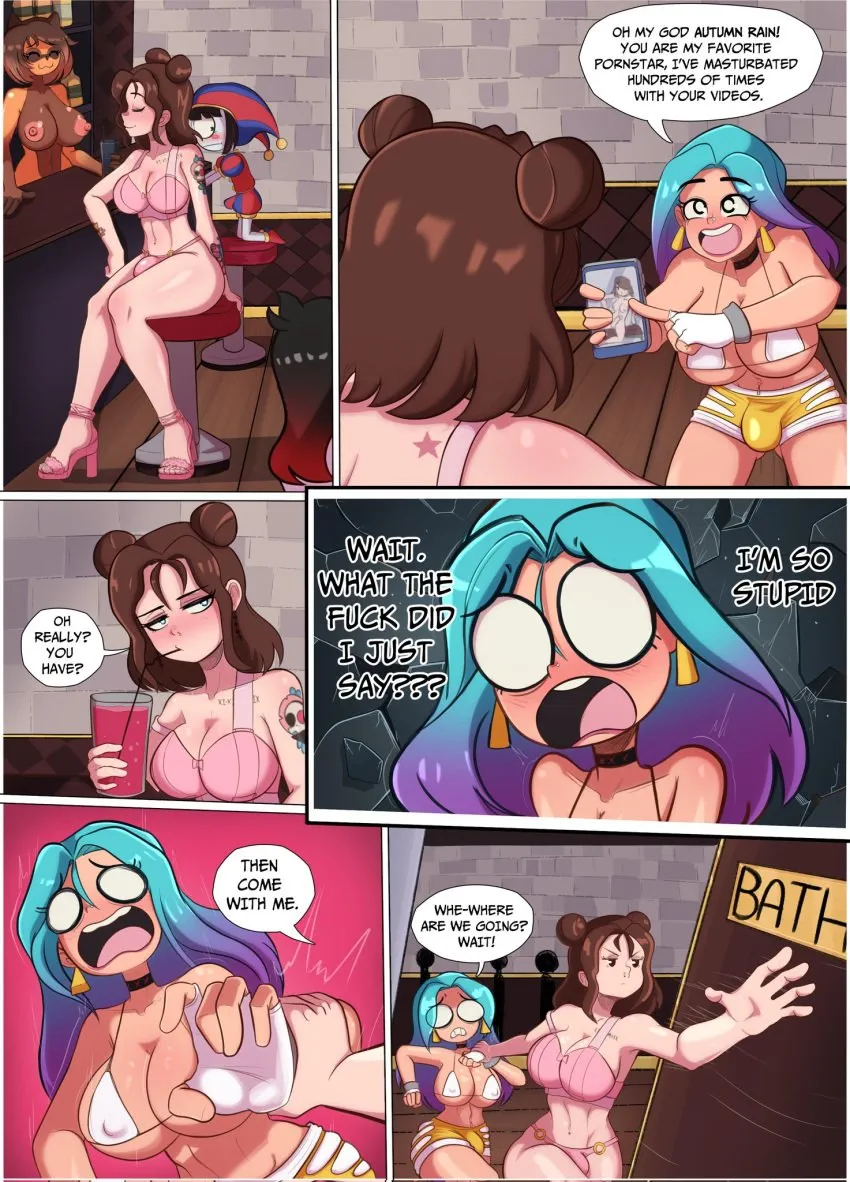 OH MY GOD AUTUMN RAIN!
YOU ARE MY FAVORITE
PORNSTAR, I'VE MASTURBATED
HUNDREDS OF TIMES
WITH YOUR VIDEOS.
OH
REALLY?
YOU
HAVE?
WAIT.
WHAT THE
FUCK DID
I JUST
SAY???
I'M SO
STUPID
THEN
COME
WITH ME.
WHE-WHERE
ARE WE GOING?
WAIT!
BATH